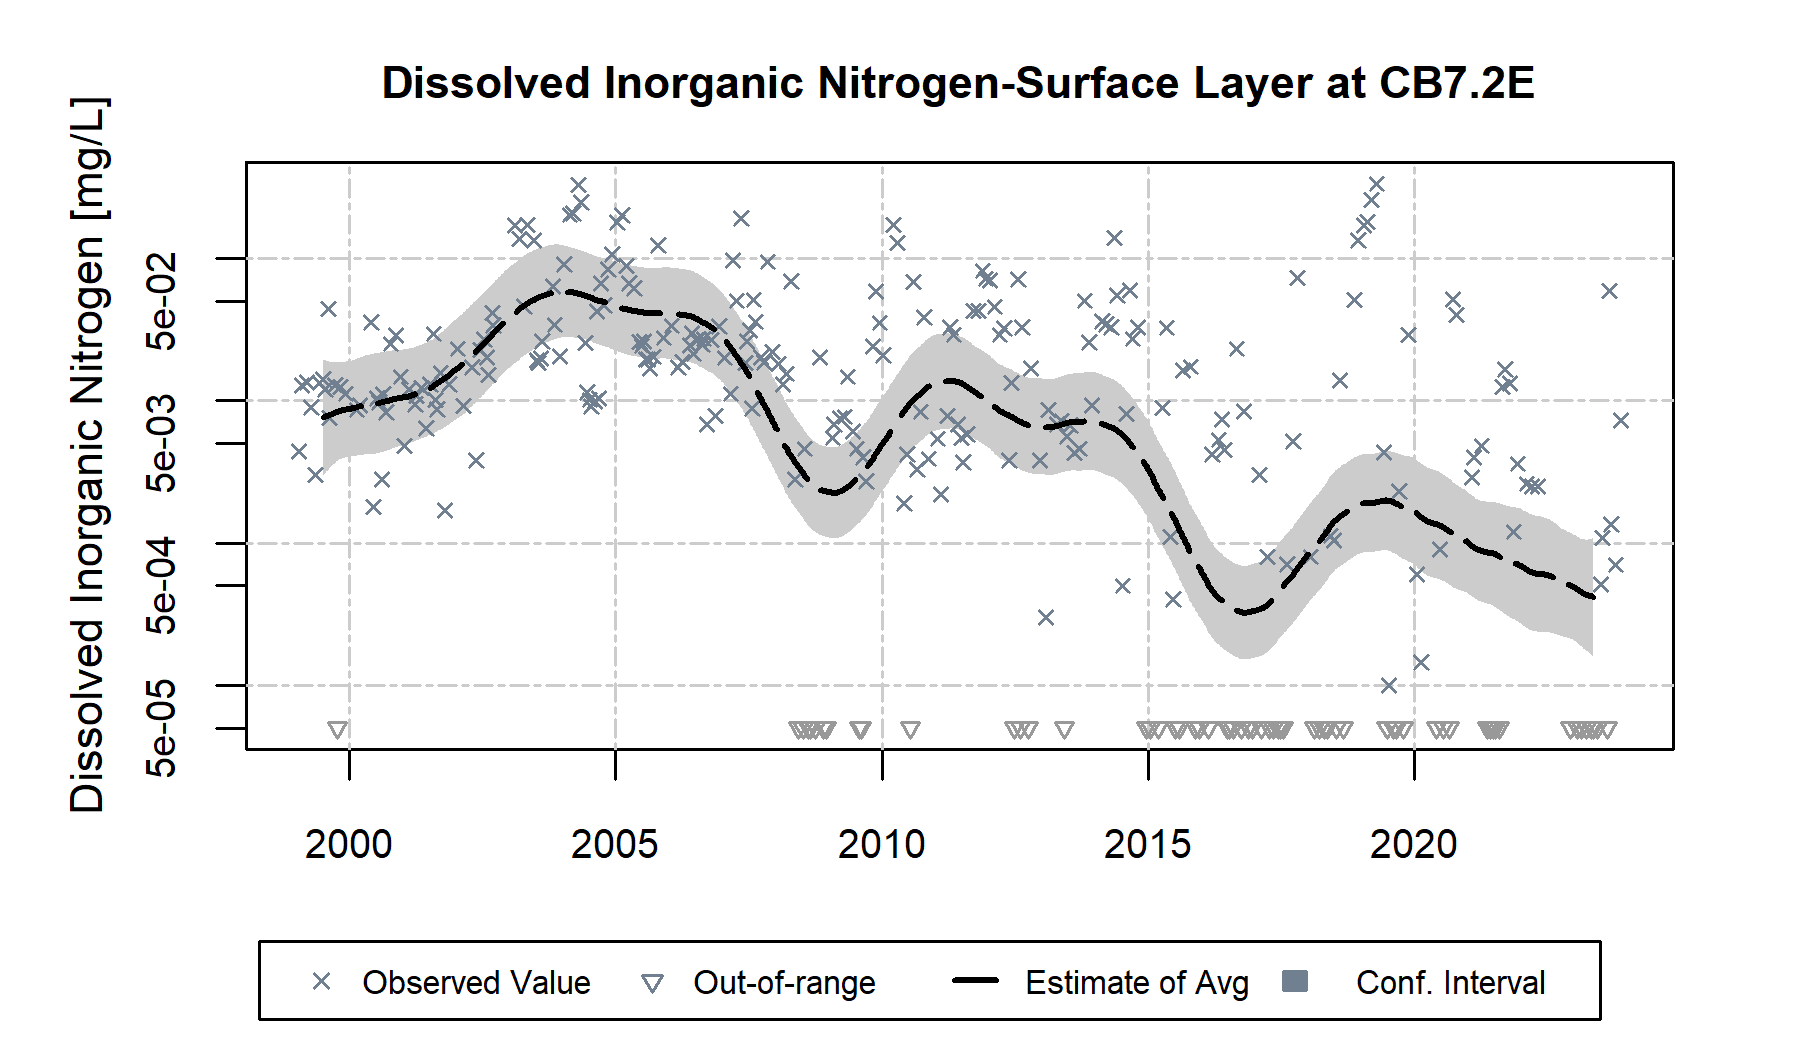 Dissolved Inorganic Nitrogen-Surface Layer at CB7.2E
Dissolved Inorganic Nitrogen [mg/L]
5e-02
5e-03
5e-04
5e-05
2000 2005 2010 2015 2020
Observed Value Out-of-range Estimate of Avg Conf. Interval